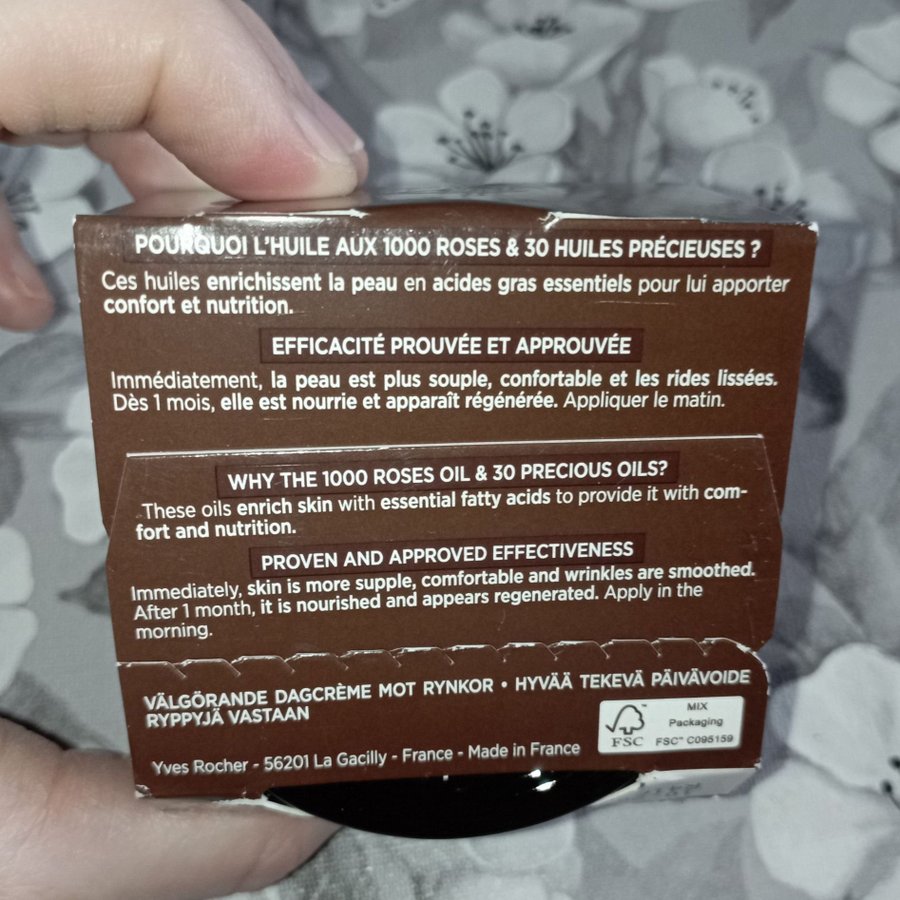 POURQUOI L'HUILE AUX 1000 ROSES & 30 HUILES PRÉCIEUSES ?
Ces huiles enrichissent la peau en acides gras essentiels pour lui apporter
confort et nutrition.
EFFICACITÉ PROUVÉE ET APPROUVÉE
Immédiatement, la peau est plus souple, confortable et les rides lissées.
Dès 1 mois, elle est nourrie et apparaît régénérée. Appliquer le matin.
WHY THE 1000 ROSES OIL & 30 PRECIOUS OILS?
These oils enrich skin with essential fatty acids to provide it with com-
fort and nutrition.
PROVEN AND APPROVED EFFECTIVENESS
Immediately, skin is more supple, comfortable and wrinkles are smoothed.
After 1 month, it is nourished and appears regenerated. Apply in the
morning.
VÄLGÖRANDE DAGCRÈME MOT RYNKOR • HYVÄÄ TEKEVÄ PÄIVÄVOIDE
RYPPYJÄ VASTAAN
Yves Rocher - 56201 La Gacilly - France - Made in France
FSC
MIX
Packaging
FSC™ C095159